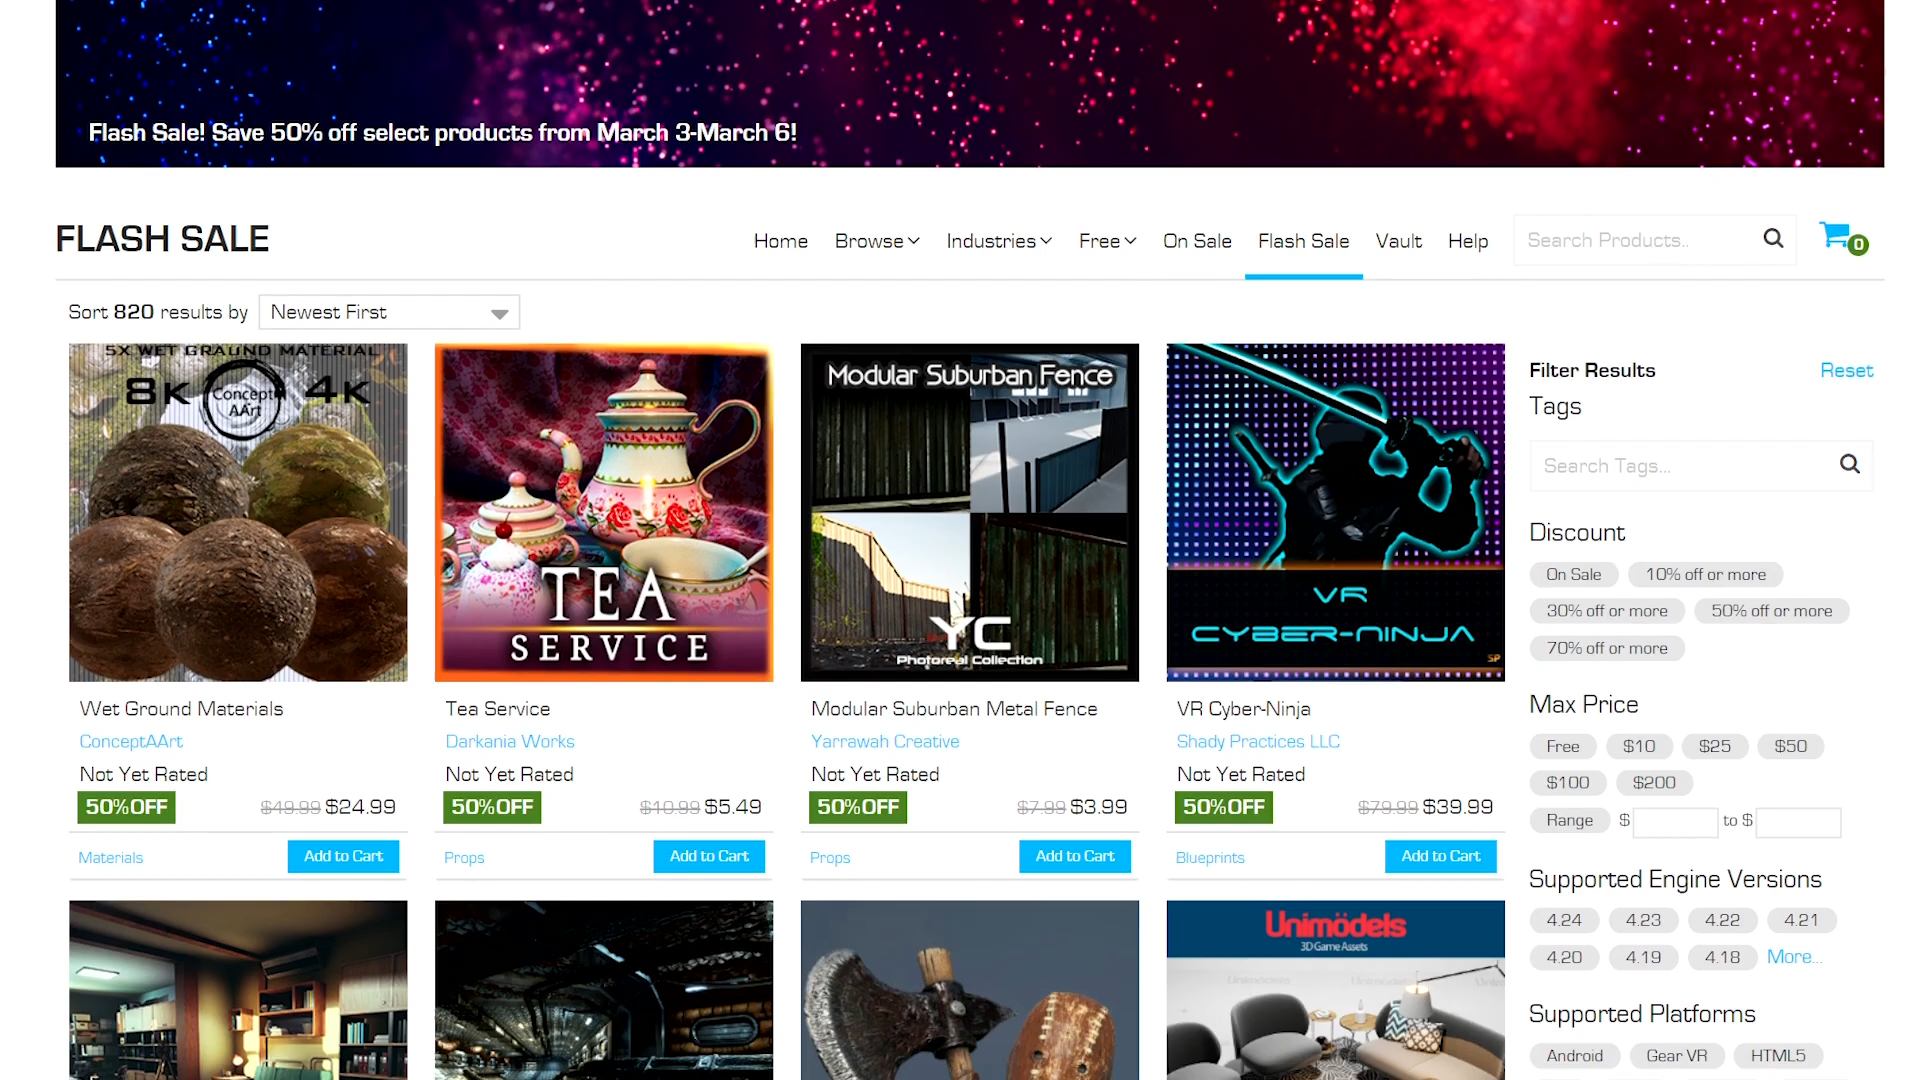 Flash Sale! Save 50% off select products from March 3-March 6!
FLASH SALE
Home Browse Industries Free On Sale Flash Sale Vault Help Search Products.. 0
Sort 820 results by Newest First
5X WET GRAUND MATERIAL
8K Concept AArt 4K
TEA
SERVICE
Modular Suburban Fence
YC
Photoreal Collection
VR
CYBER-NINJA
SP
Wet Ground Materials
ConceptAArt
Not Yet Rated
50%OFF $49.99 $24.99
Materials Add to Cart
Tea Service
Darkania Works
Not Yet Rated
50%OFF $10.99 $5.49
Props Add to Cart
Modular Suburban Metal Fence
Yarrawah Creative
Not Yet Rated
50%OFF $7.99 $3.99
Props Add to Cart
VR Cyber-Ninja
Shady Practices LLC
Not Yet Rated
50%OFF $79.99 $39.99
Blueprints Add to Cart
Unimödels
3D Game Assets
Filter Results Reset
Tags
Search Tags...
Discount
On Sale 10% off or more
30% off or more 50% off or more
70% off or more
Max Price
Free $10 $25 $50
$100 $200
Range $ to $
Supported Engine Versions
4.24 4.23 4.22 4.21
4.20 4.19 4.18 More...
Supported Platforms
Android Gear VR HTML5